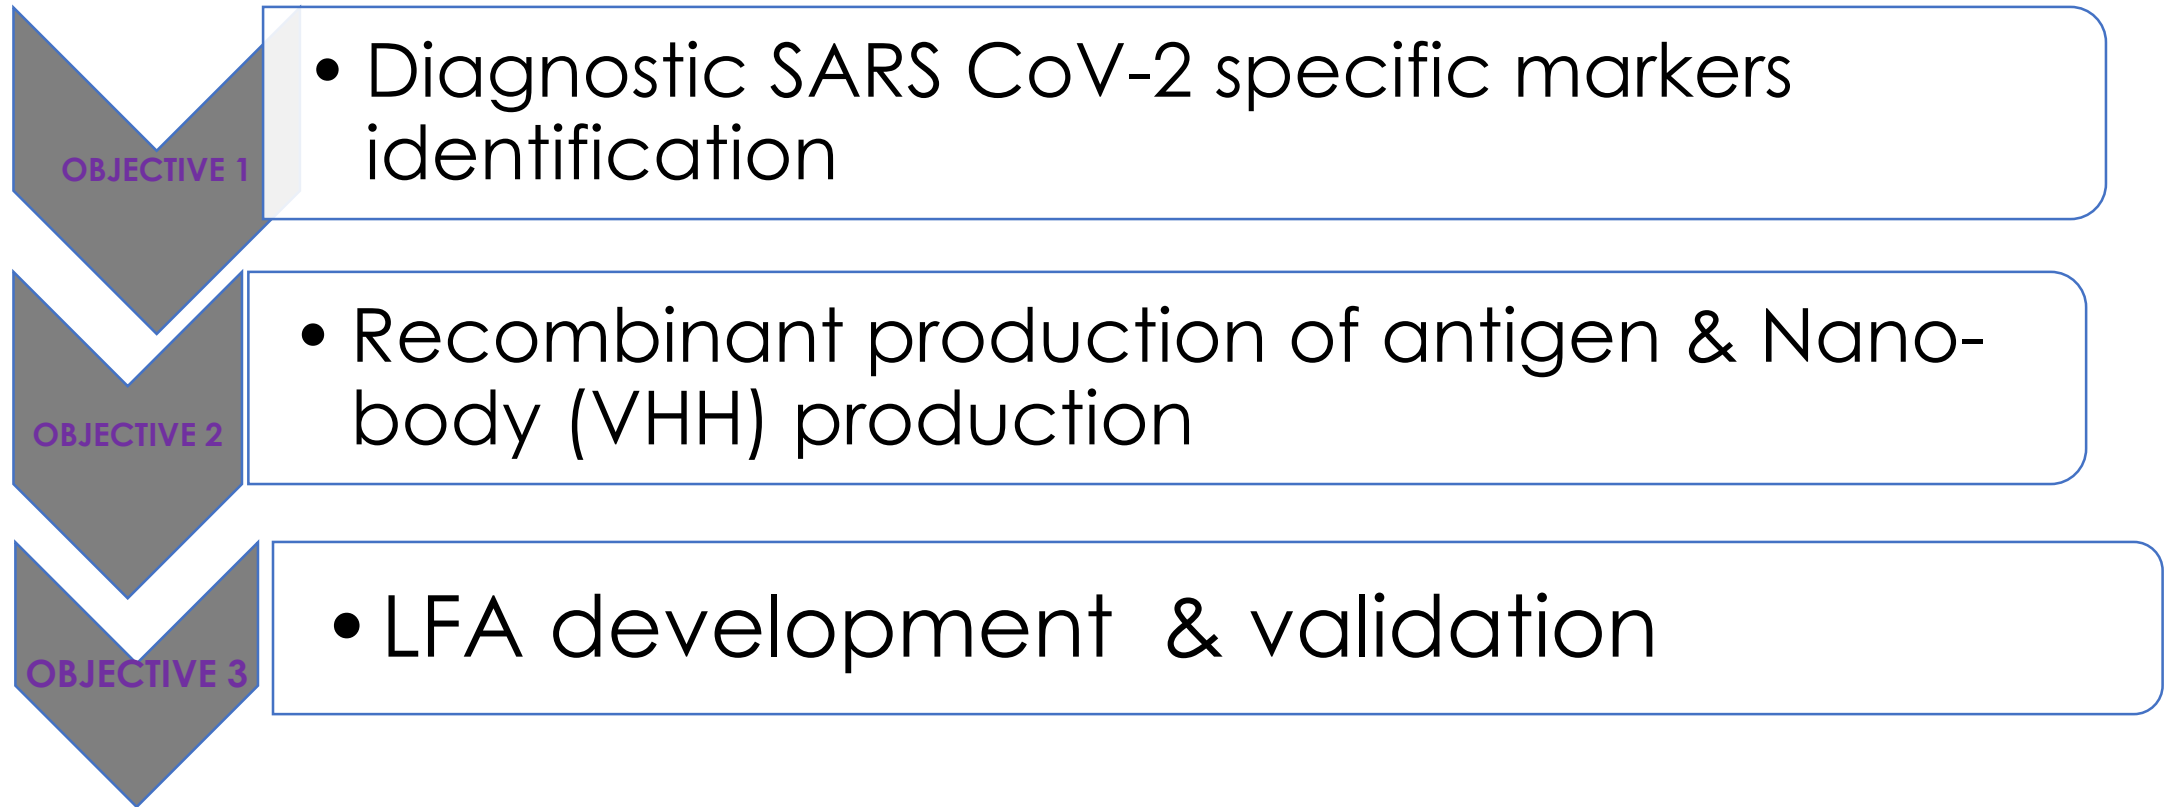 OBJECTIVE 1
• Diagnostic SARS CoV-2 specific markers
identification
OBJECTIVE 2
• Recombinant production of antigen & Nano-
body (VHH) production
OBJECTIVE 3
• LFA development  & validation